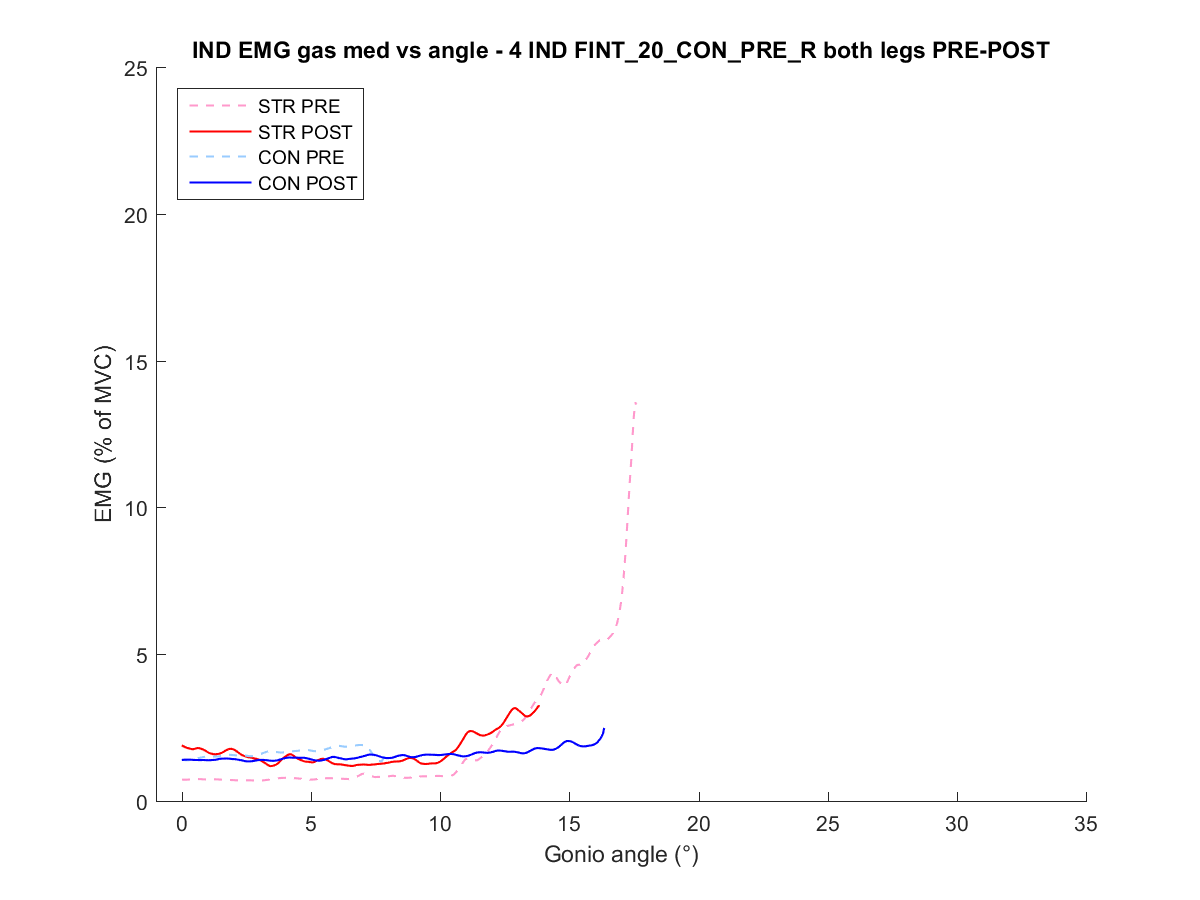 IND EMG gas med vs angle - 4 IND FINT_20_CON_PRE_R both legs PRE-POST
25
20
15
10
5
0
EMG (% of MVC)
STR PRE
STR POST
CON PRE
CON POST
0 5 10 15 20 25 30 35
Gonio angle (°)